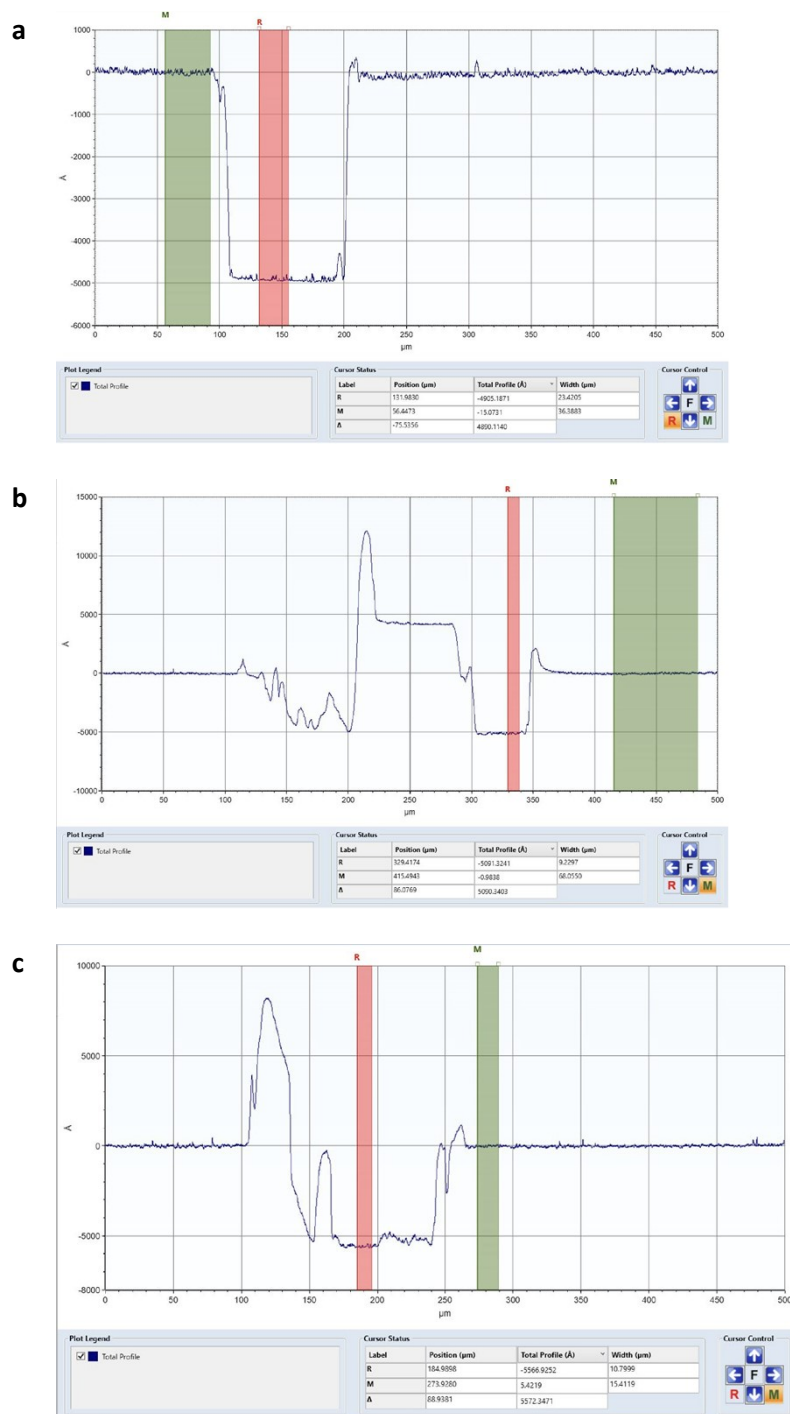 a
M
R
1000
0
-1000
-2000
-3000
-4000
-5000
-6000
Å
0 50 100 150 200 250 300 350 400 450 500
µm
Plot Legend Cursor Status Cursor Control
Total Profile
Label Position (µm) Total Profile (Å) Width (µm)
R 131.9830 -4905.1871 23.4205
M 56.4473 -15.0731 36.3883
Δ -75.5356 4890.1140
F
R M
b
R M
15000
10000
5000
0
-5000
-10000
Å
0 50 100 150 200 250 300 350 400 450 500
µm
Plot Legend Cursor Status Cursor Control
Total Profile
Label Position (µm) Total Profile (Å) Width (µm)
R 329.4174 -5091.3241 9.2297
M 415.4943 -0.9838 68.0550
Δ 86.0769 5090.3403
F
R M
c
R M
10000
5000
0
-5000
-8000
Å
0 50 100 150 200 250 300 350 400 450 500
µm
Plot Legend Cursor Status Cursor Control
Total Profile
Label Position (µm) Total Profile (Å) Width (µm)
R 184.9898 -5566.9252 10.7999
M 273.9280 5.4219 15.4119
Δ 88.9381 5572.3471
F
R M